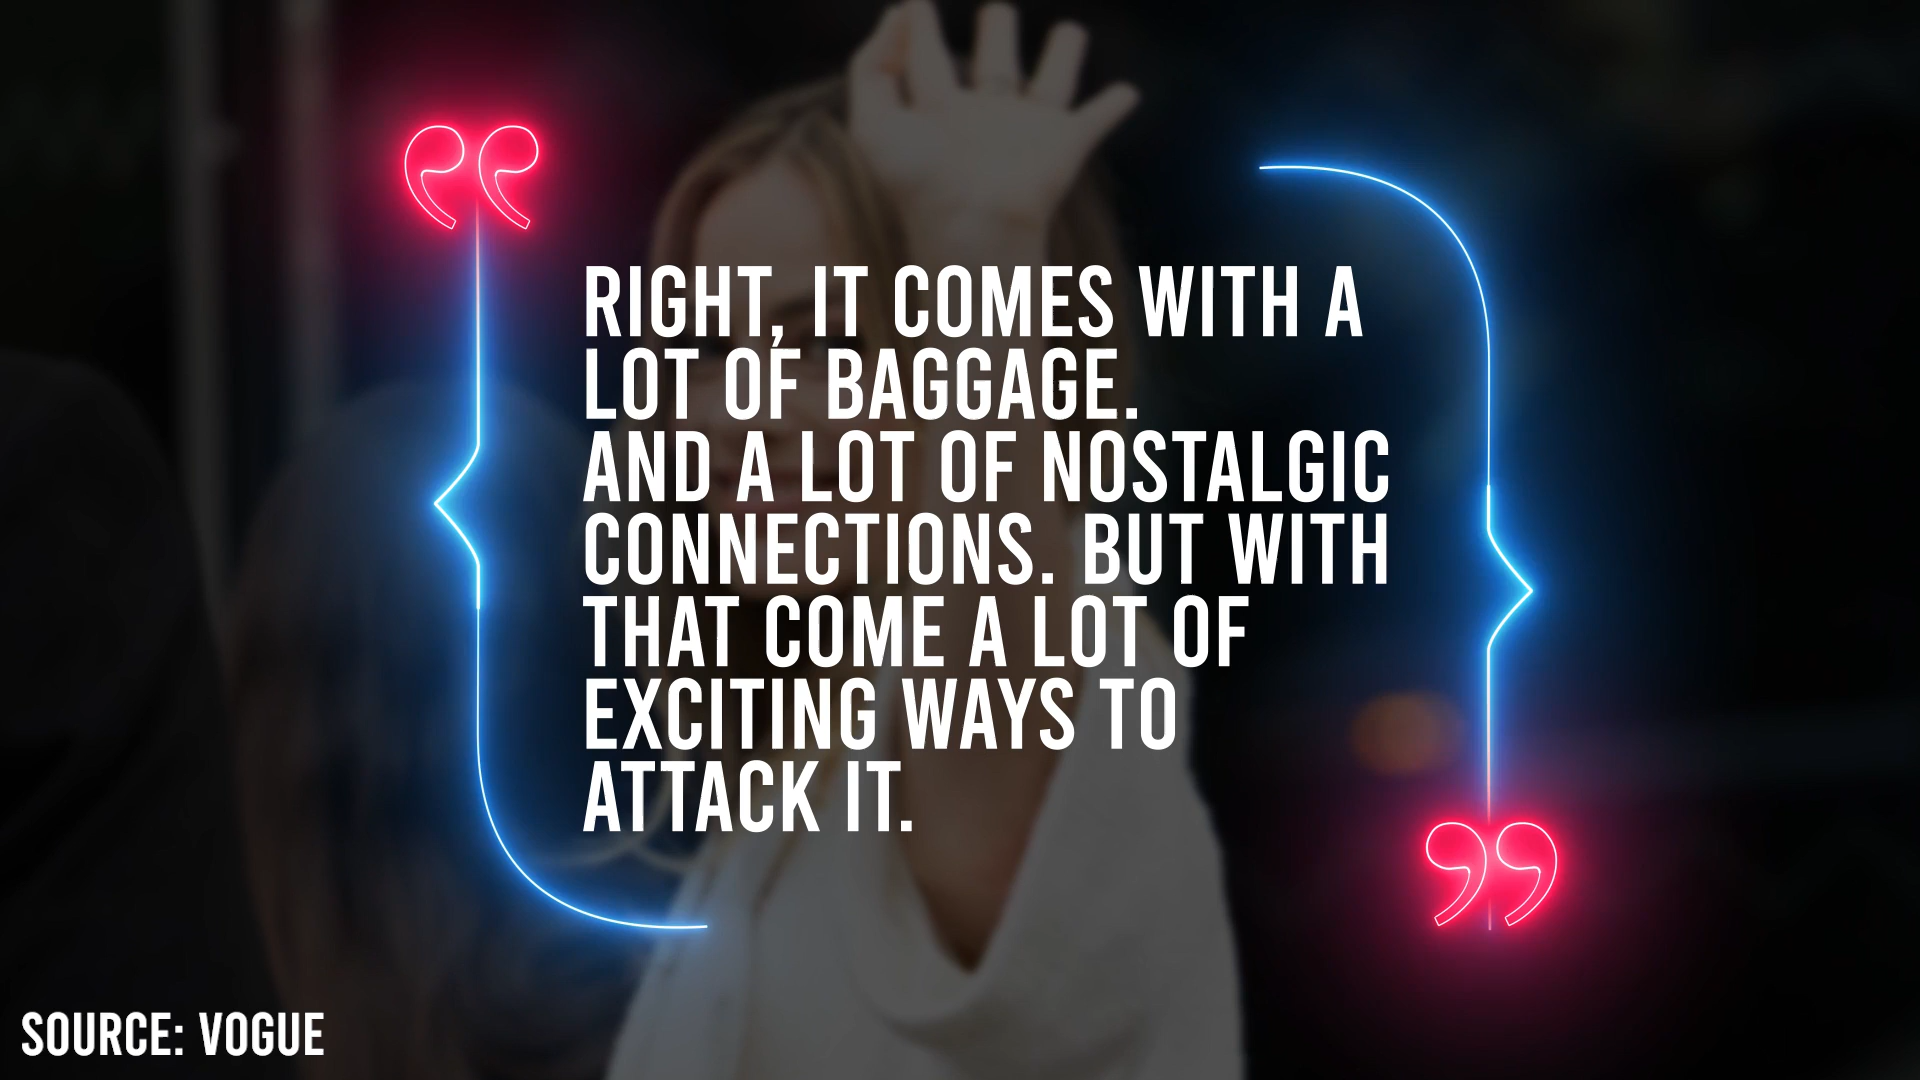 RIGHT, IT COMES WITH A
LOT OF BAGGAGE.
AND A LOT OF NOSTALGIC
CONNECTIONS. BUT WITH
THAT COME A LOT OF
EXCITING WAYS TO
ATTACK IT.
SOURCE: VOGUE